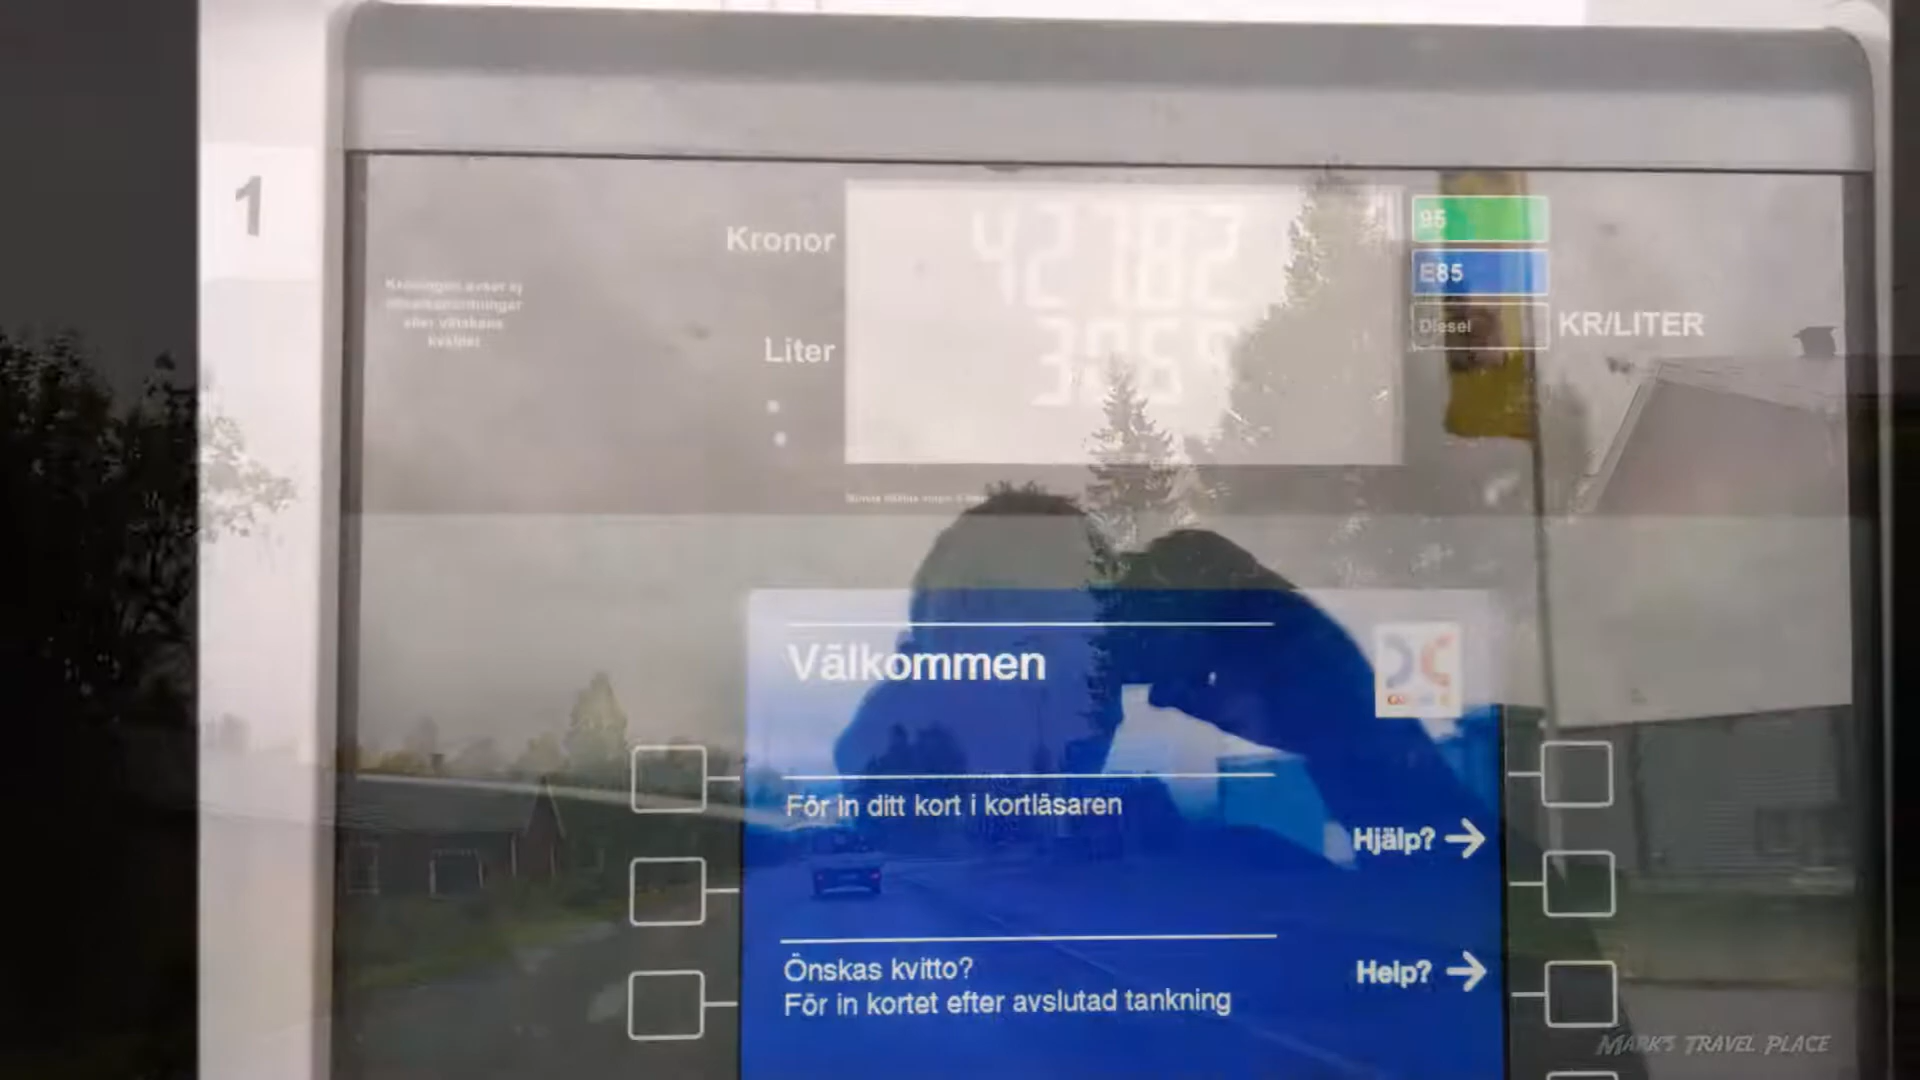 1
Kronor
42782
Liter
95
E85
Diesel
KR/LITER
Välkommen
För in ditt kort i kortläsaren
Hjälp?
Önskas kvitto?
För in kortet efter avslutad tankning
Help?
MARK'S TRAVEL PLACE